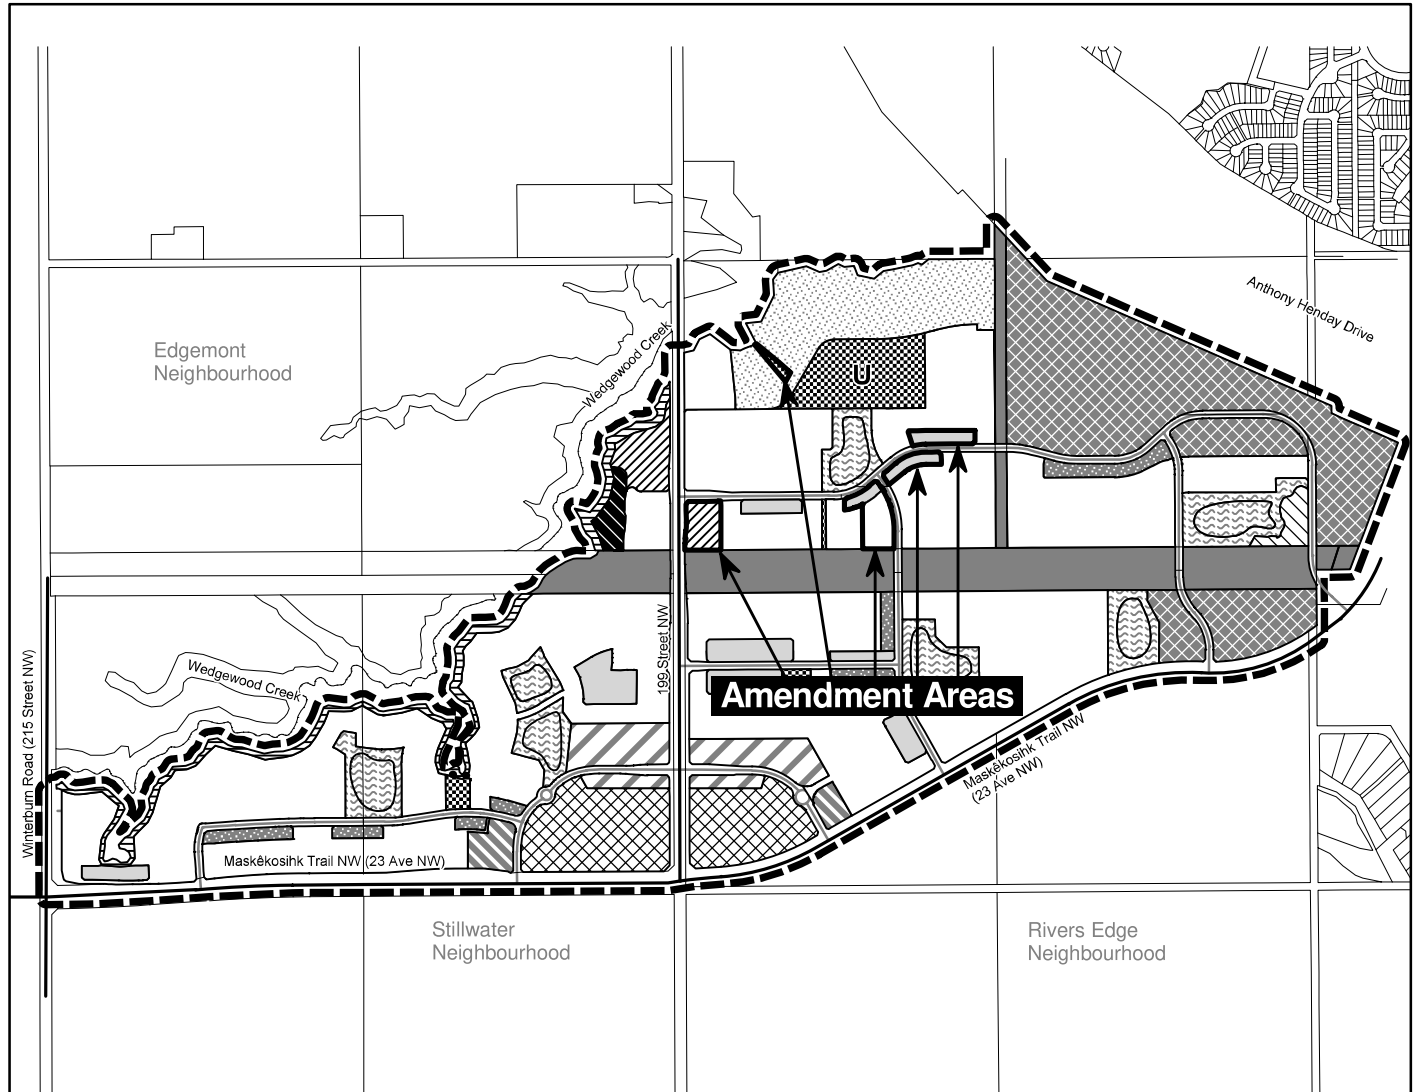 Anthony Henday Drive
Edgemont
Neighbourhood
Wedgewood Creek
U
199 Street NW
Wedgewood Creek
Amendment Areas
Winterburn Road (215 Street NW)
Maskêkosihk Trail NW
(23 Ave NW)
Maskêkosihk Trail NW (23 Ave NW)
Stillwater
Neighbourhood
Rivers Edge
Neighbourhood